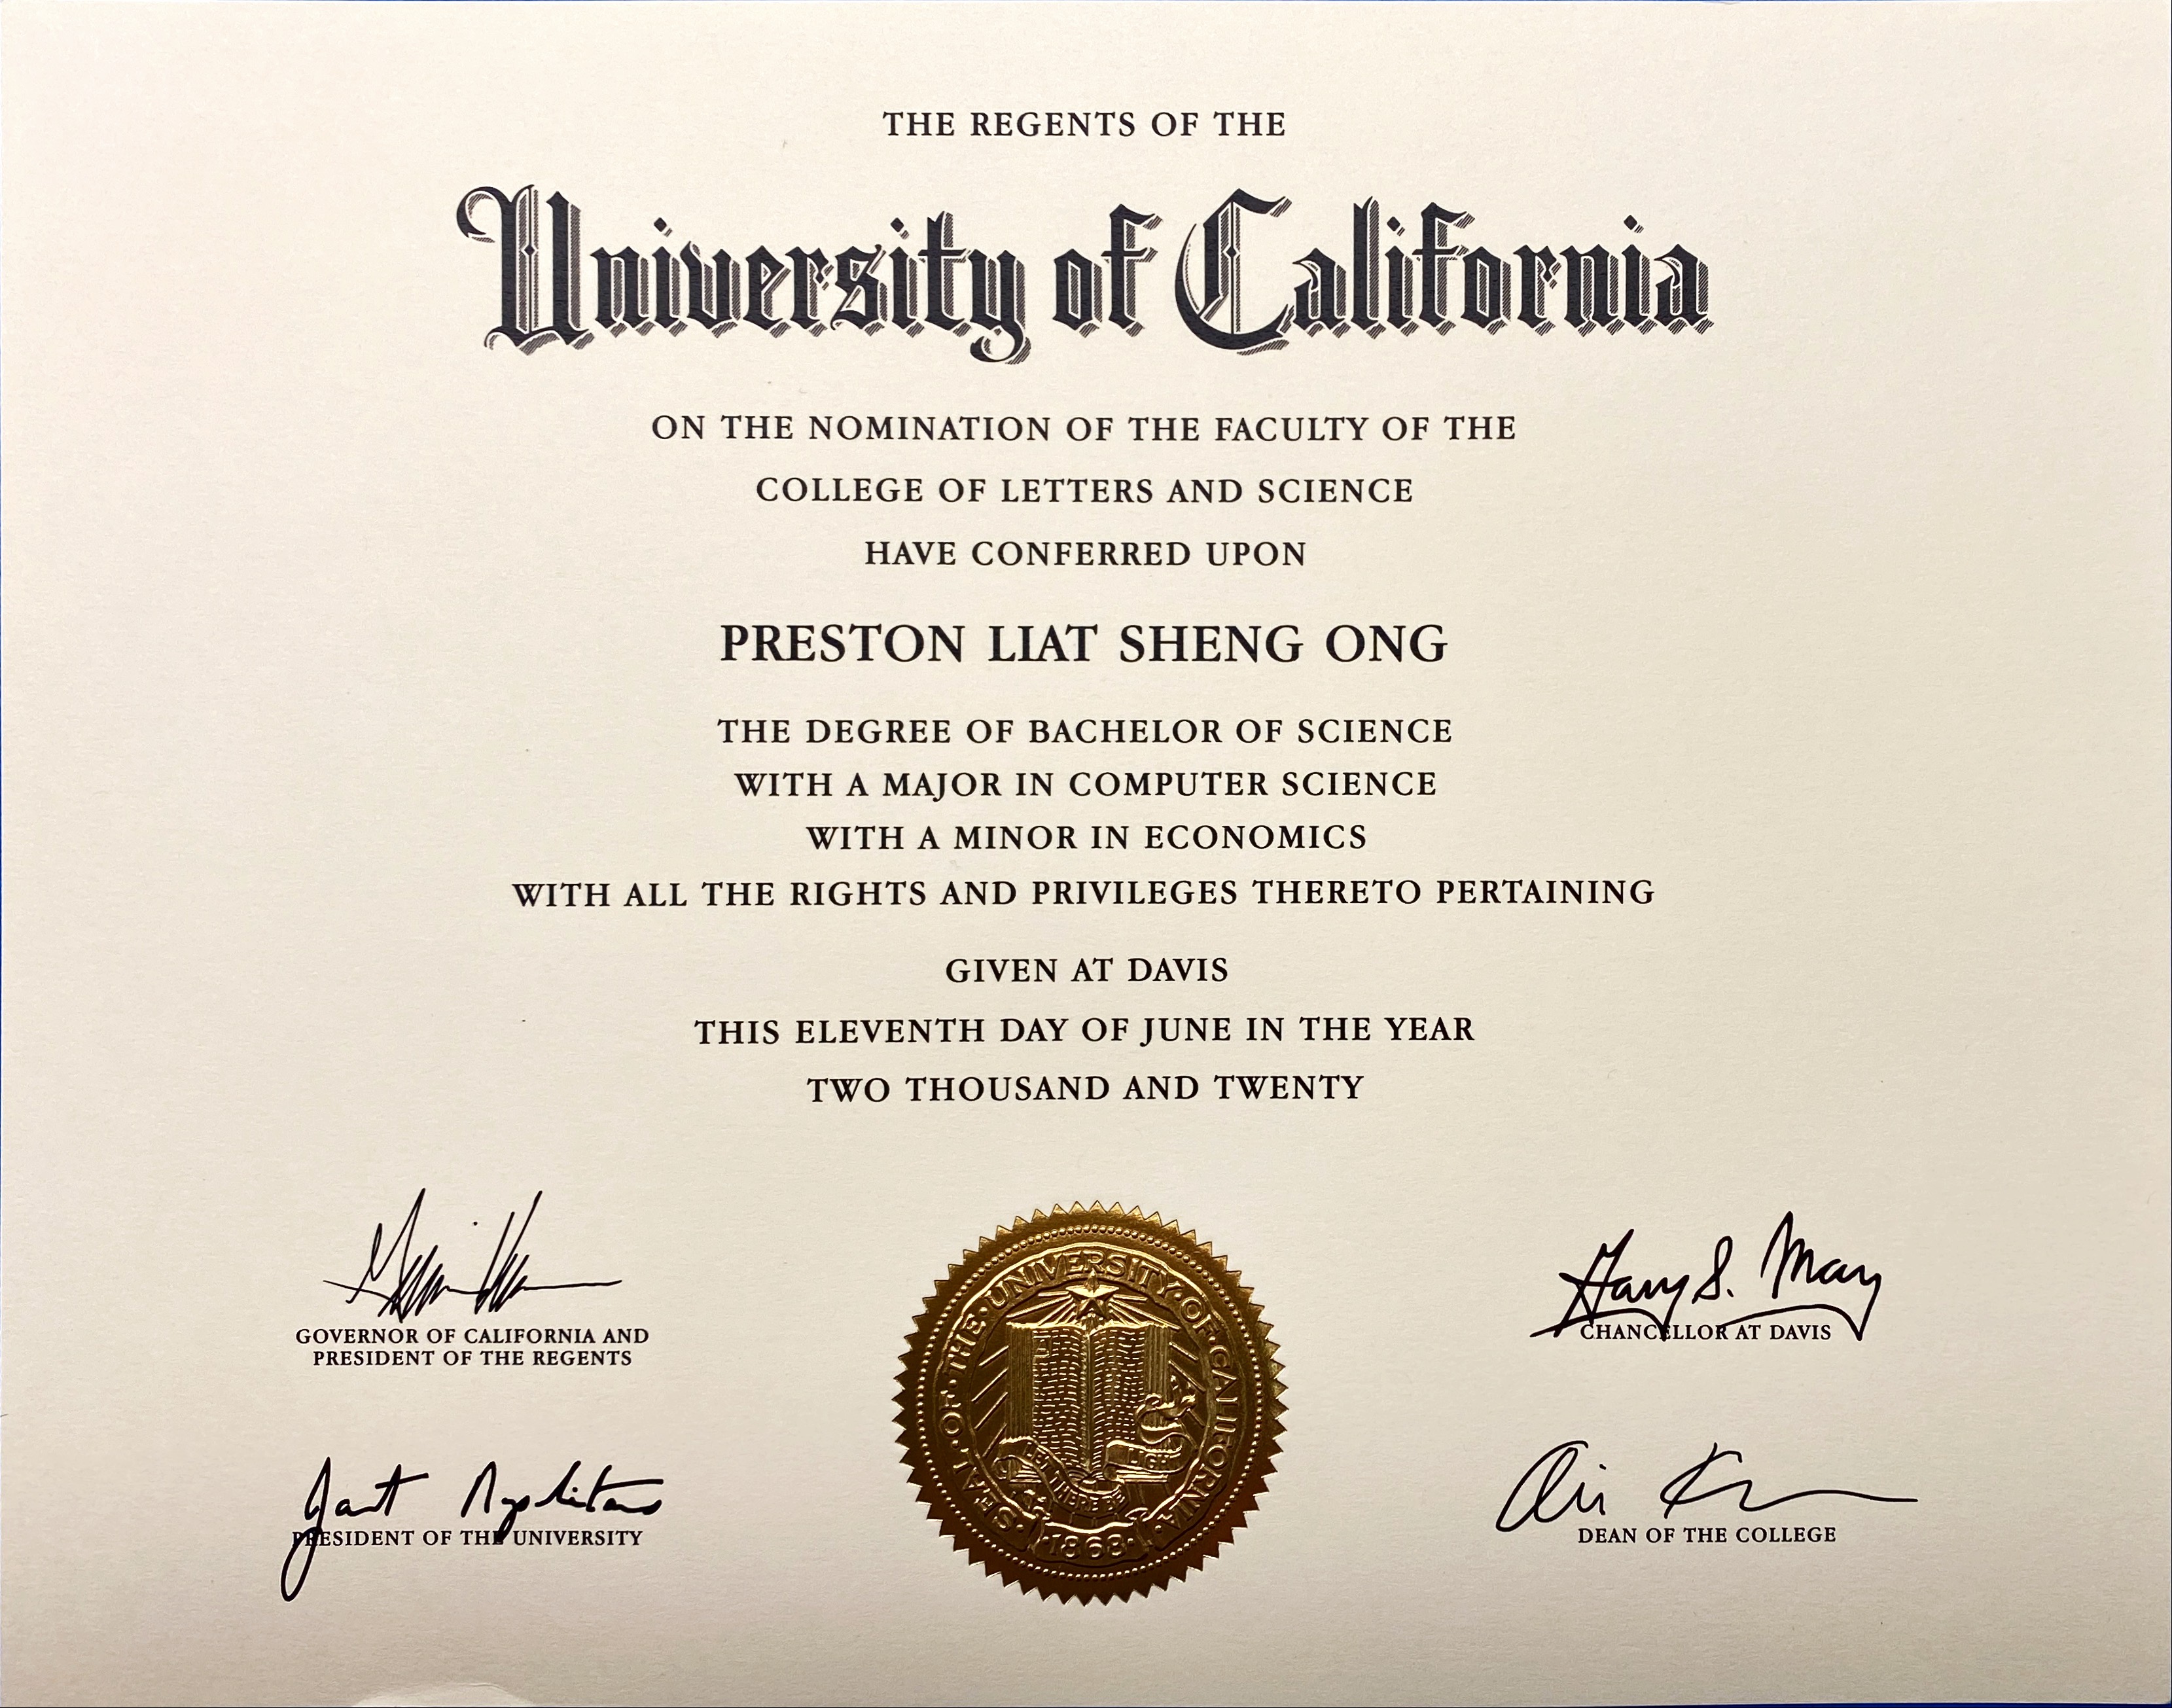 THE REGENTS OF THE
University of California
ON THE NOMINATION OF THE FACULTY OF THE
COLLEGE OF LETTERS AND SCIENCE
HAVE CONFERRED UPON
PRESTON LIAT SHENG ONG
THE DEGREE OF BACHELOR OF SCIENCE
WITH A MAJOR IN COMPUTER SCIENCE
WITH A MINOR IN ECONOMICS
WITH ALL THE RIGHTS AND PRIVILEGES THERETO PERTAINING
GIVEN AT DAVIS
THIS ELEVENTH DAY OF JUNE IN THE YEAR
TWO THOUSAND AND TWENTY
GOVERNOR OF CALIFORNIA AND
PRESIDENT OF THE REGENTS
Gary S. May
CHANCELLOR AT DAVIS
SEAL·OF·THE·UNIVERSITY·OF·CALIFORNIA
LET THERE BE LIGHT
·1868·
Janet Napolitano
PRESIDENT OF THE UNIVERSITY
DEAN OF THE COLLEGE